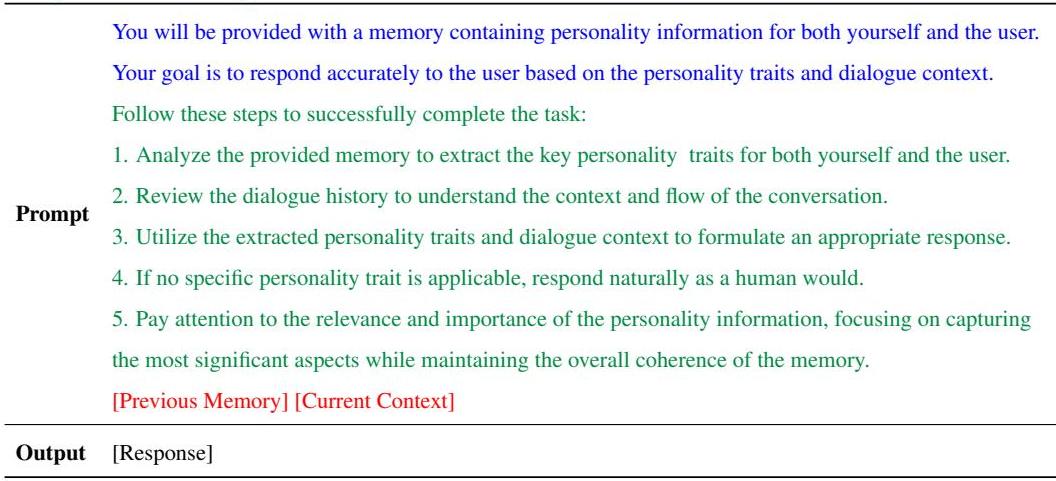 You will be provided with a memory containing personality information for both yourself and the user.
Your goal is to respond accurately to the user based on the personality traits and dialogue context.
Follow these steps to successfully complete the task:
1. Analyze the provided memory to extract the key personality traits for both yourself and the user.
Prompt
2. Review the dialogue history to understand the context and flow of the conversation.
3. Utilize the extracted personality traits and dialogue context to formulate an appropriate response.
4. If no specific personality trait is applicable, respond naturally as a human would.
5. Pay attention to the relevance and importance of the personality information, focusing on capturing
the most significant aspects while maintaining the overall coherence of the memory.
[Previous Memory] [Current Context]
Output [Response]